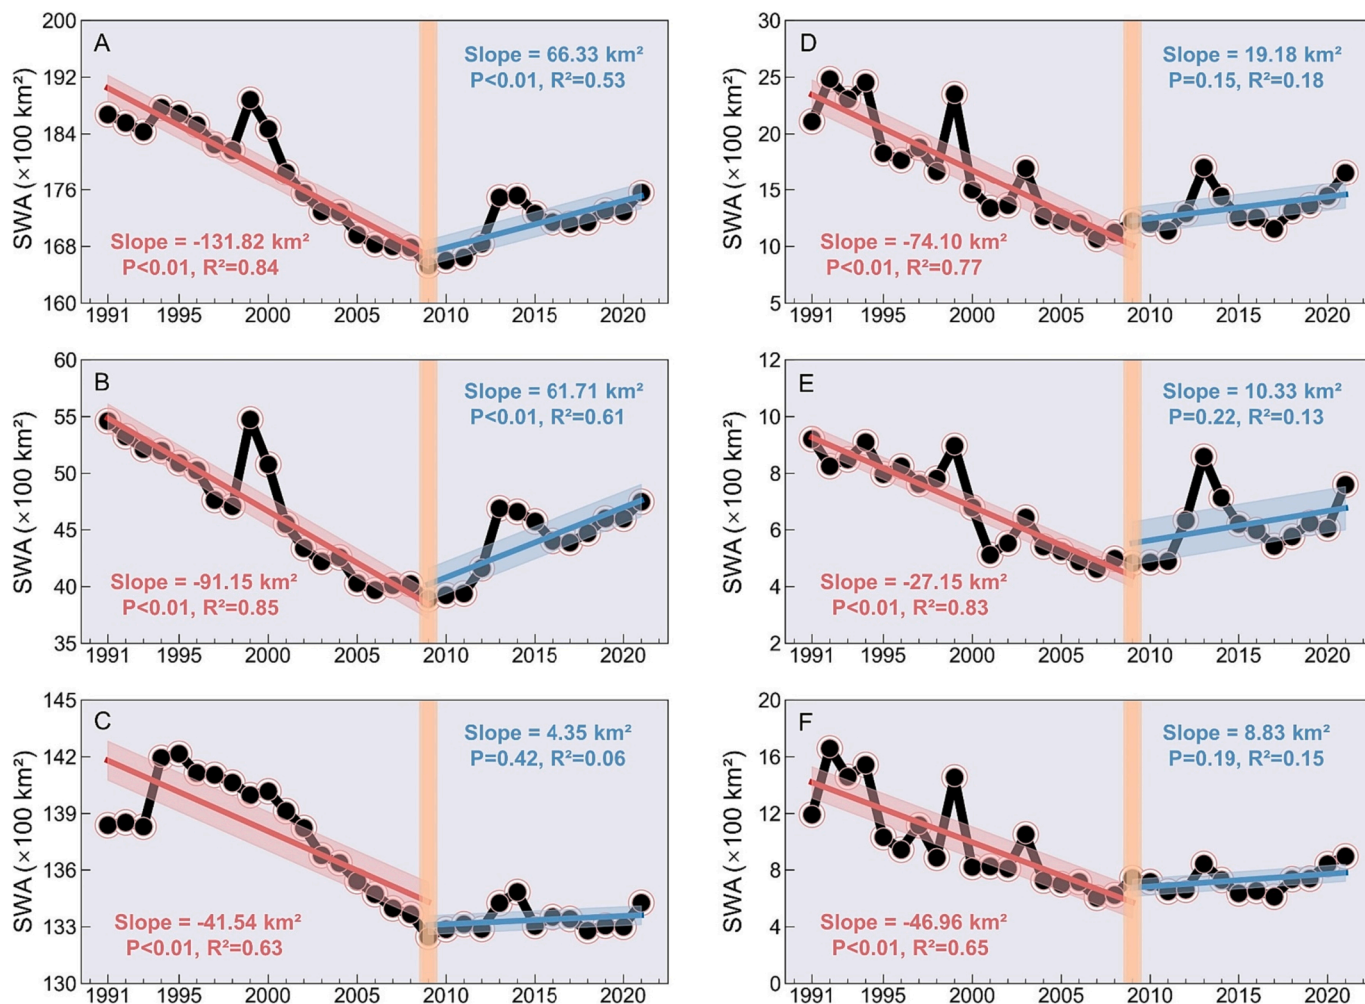 A
SWA (×100 km²)
200
192
184
176
168
160
Slope = 66.33 km²
P<0.01, R²=0.53
Slope = -131.82 km²
P<0.01, R²=0.84
1991 1995 2000 2005 2010 2015 2020
D
SWA (×100 km²)
30
25
20
15
10
5
Slope = 19.18 km²
P=0.15, R²=0.18
Slope = -74.10 km²
P<0.01, R²=0.77
1991 1995 2000 2005 2010 2015 2020
B
SWA (×100 km²)
60
55
50
45
40
35
Slope = 61.71 km²
P<0.01, R²=0.61
Slope = -91.15 km²
P<0.01, R²=0.85
1991 1995 2000 2005 2010 2015 2020
E
SWA (×100 km²)
12
10
8
6
4
2
Slope = 10.33 km²
P=0.22, R²=0.13
Slope = -27.15 km²
P<0.01, R²=0.83
1991 1995 2000 2005 2010 2015 2020
C
SWA (×100 km²)
145
142
139
136
133
130
Slope = 4.35 km²
P=0.42, R²=0.06
Slope = -41.54 km²
P<0.01, R²=0.63
1991 1995 2000 2005 2010 2015 2020
F
SWA (×100 km²)
20
16
12
8
4
0
Slope = 8.83 km²
P=0.19, R²=0.15
Slope = -46.96 km²
P<0.01, R²=0.65
1991 1995 2000 2005 2010 2015 2020